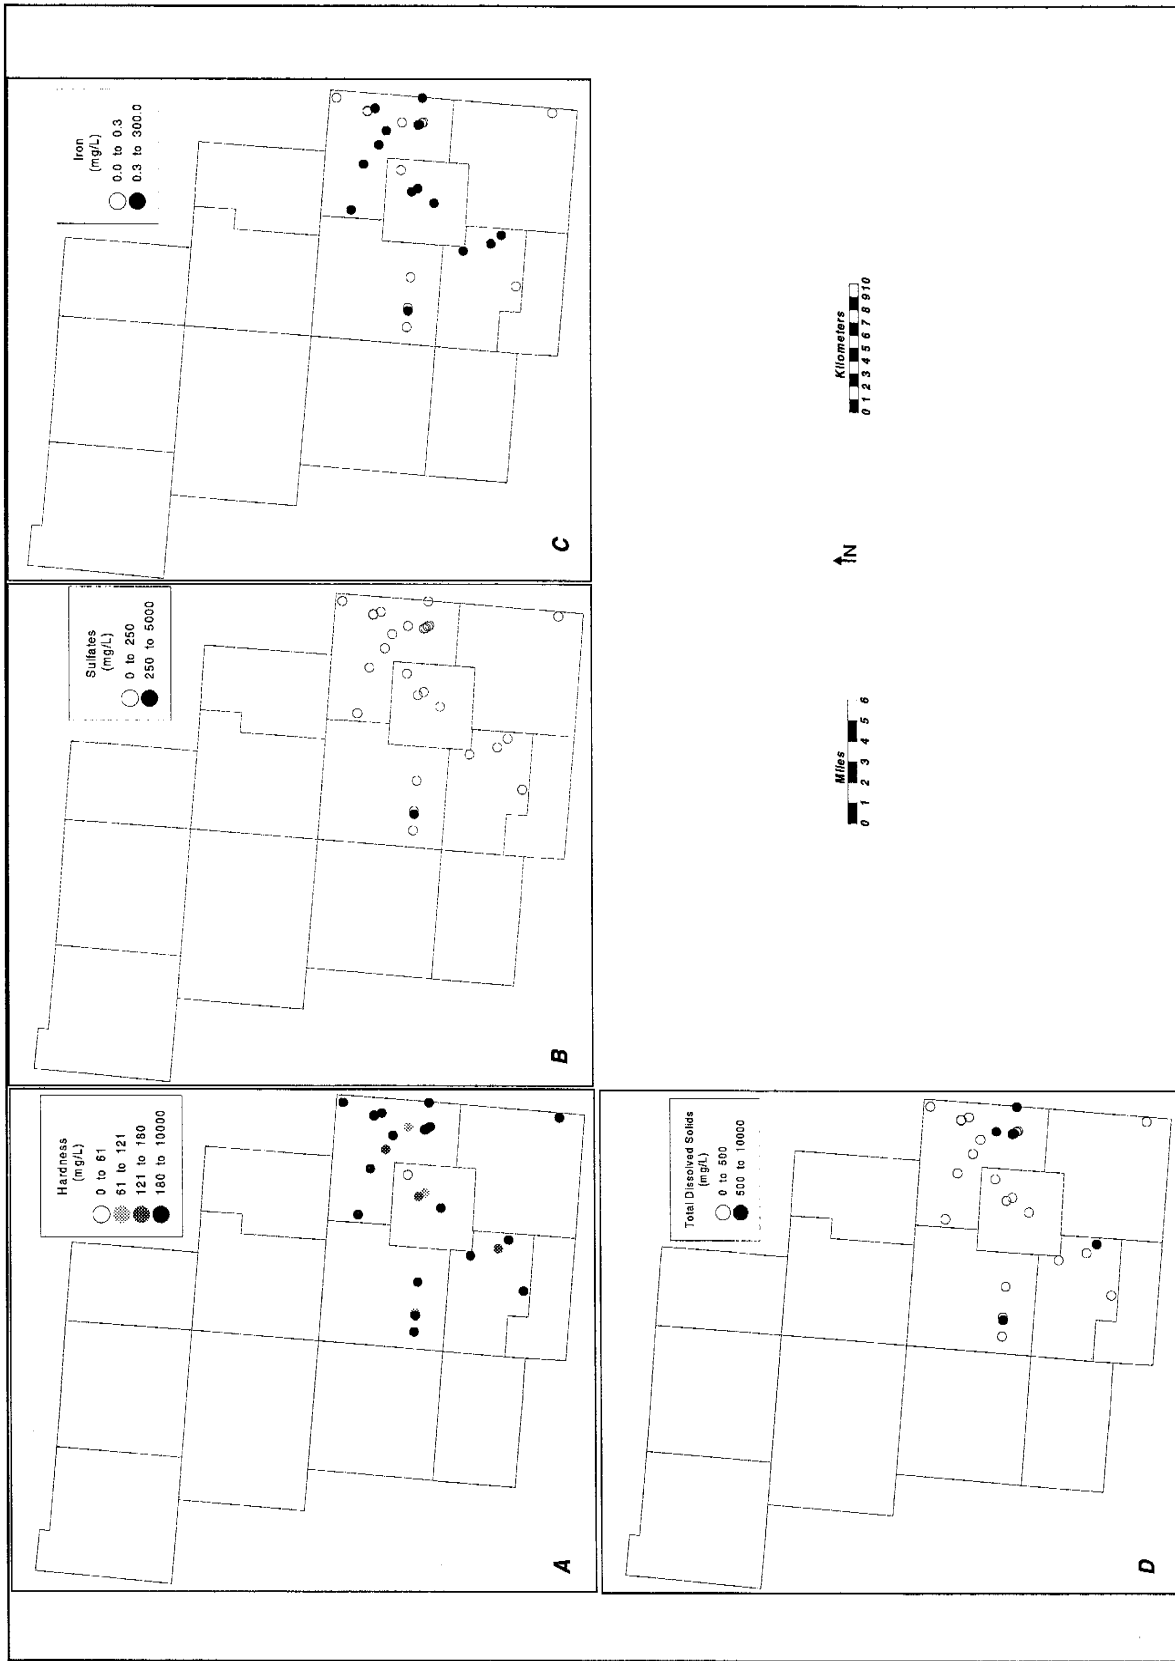 Hardness
(mg/L)
0 to 61
61 to 121
121 to 180
180 to 10000
A
Sulfates
(mg/L)
0 to 250
250 to 5000
B
Iron
(mg/L)
0.0 to 0.3
0.3 to 300.0
C
Total Dissolved Solids
(mg/L)
0 to 500
500 to 10000
D
Miles
0 1 2 3 4 5 6
N
Kilometers
0 1 2 3 4 5 6 7 8 9 10